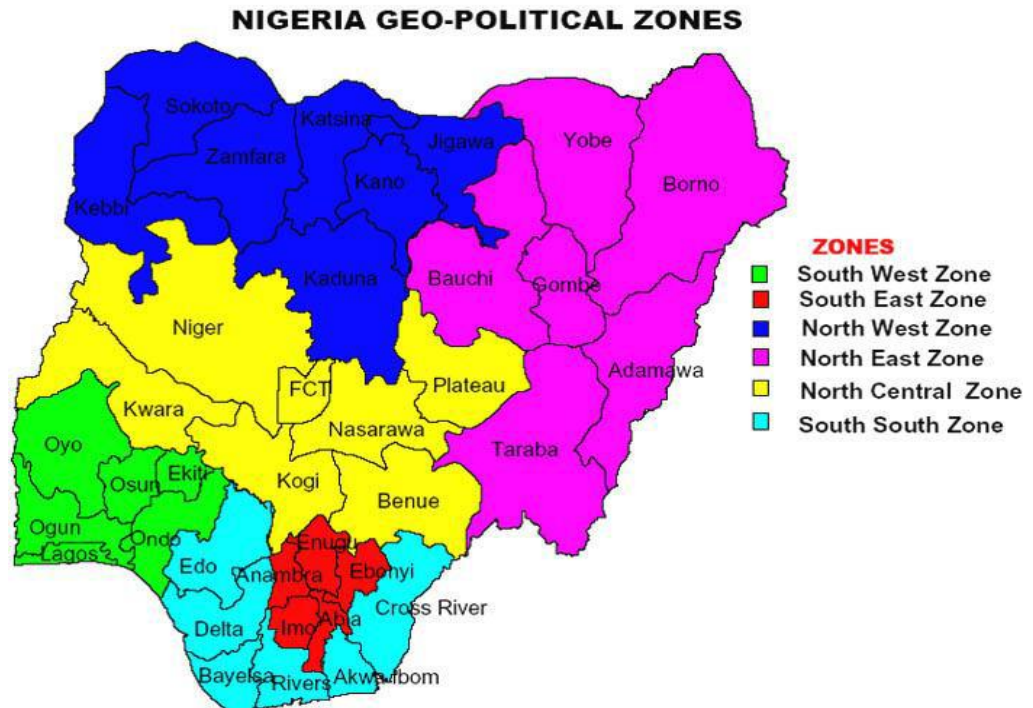 NIGERIA GEO-POLITICAL ZONES
Sokoto
Katsina
Zamfara
Jigawa
Yobe
Kano
Borno
Kebbi
Kaduna
Bauchi
Gombe
Niger
FCT
Plateau
Adamawa
Kwara
Nasarawa
Oyo
Taraba
Osun
Ekiti
Kogi
Benue
Ogun
Ondo
Lagos
Edo
Enugu
Anambra
Ebonyi
Cross River
Delta
Imo
Abia
Bayelsa
Rivers
Akwa-Ibom
ZONES
South West Zone
South East Zone
North West Zone
North East Zone
North Central Zone
South South Zone